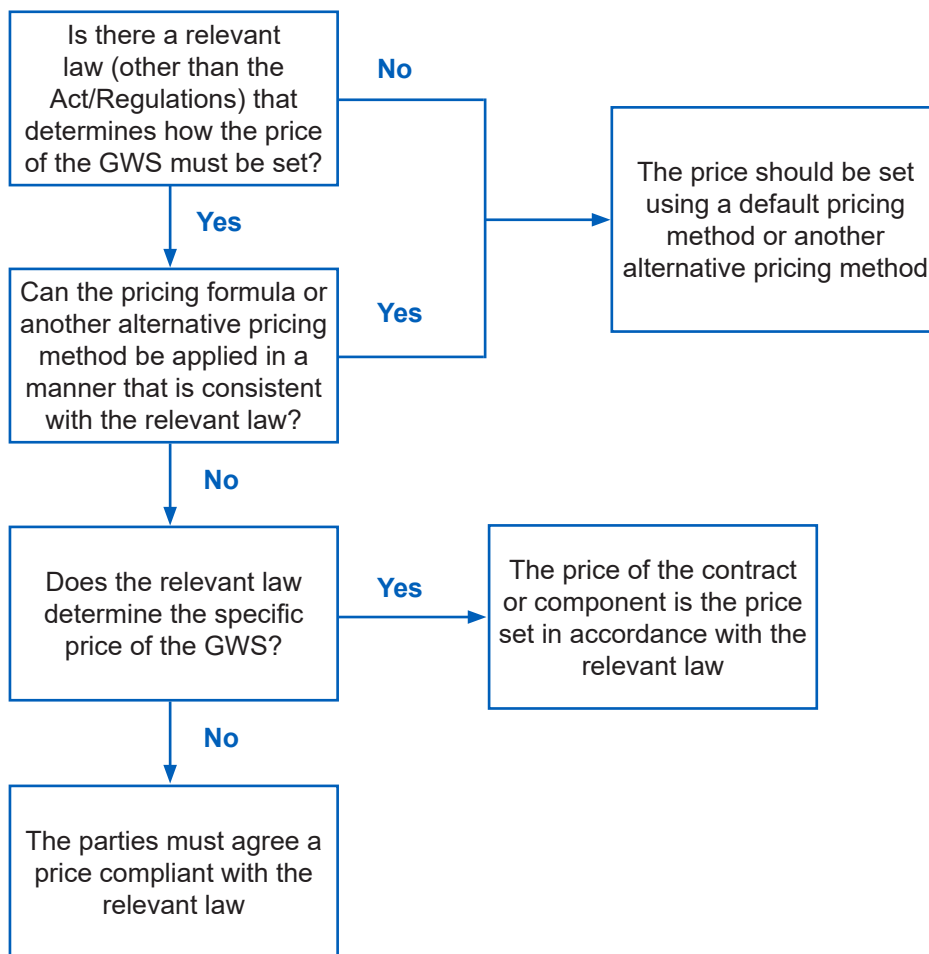 Is there a relevant
law (other than the
Act/Regulations) that
determines how the price
of the GWS must be set?
No
The price should be set
using a default pricing
method or another
alternative pricing method
Yes
Can the pricing formula or
another alternative pricing
method be applied in a
manner that is consistent
with the relevant law?
Yes
No
Does the relevant law
determine the specific
price of the GWS?
Yes
The price of the contract
or component is the price
set in accordance with the
relevant law
No
The parties must agree a
price compliant with the
relevant law